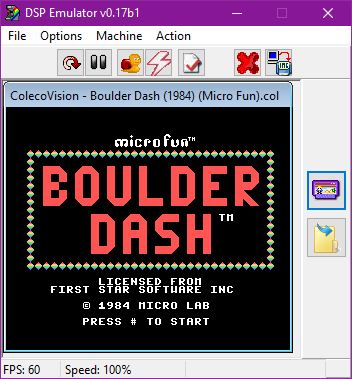 DSP Emulator v0.17b1
File Options Machine Action
ColecoVision - Boulder Dash (1984) (Micro Fun).col
microfun™
BOULDER
DASH™
LICENSED FROM
FIRST STAR SOFTWARE INC
© 1984 MICRO LAB
PRESS # TO START
FPS: 60 Speed: 100%